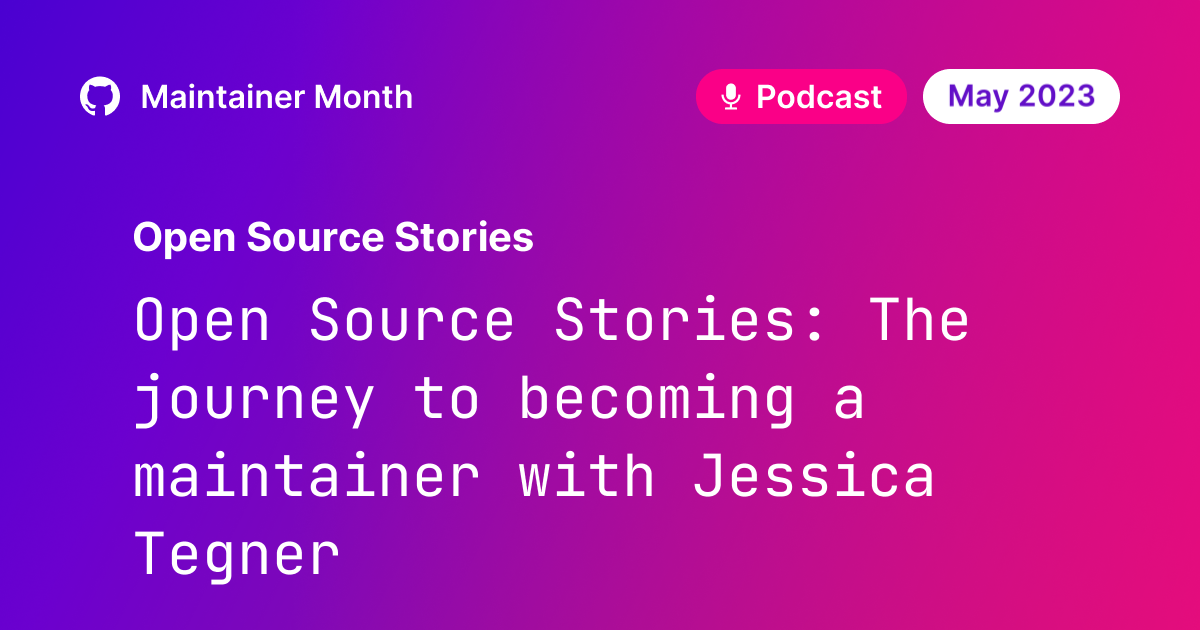 Maintainer Month
Podcast
May 2023
Open Source Stories
Open Source Stories: The
journey to becoming a
maintainer with Jessica
Tegner